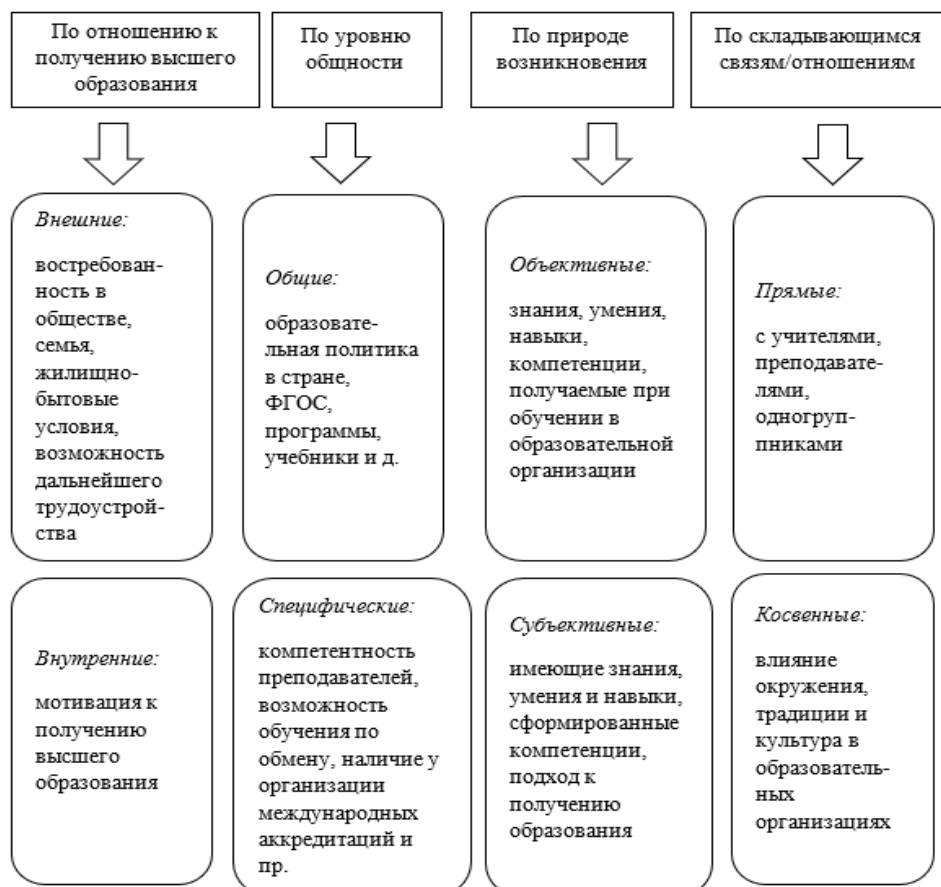 По отношению к
получению высшего
образования
По уровню
общности
По природе
возникновения
По складывающимся
связям/отношениям
Внешние:
востребован-
ность в
обществе,
семья,
жилищно-
бытовые
условия,
возможность
дальнейшего
трудоустрой-
ства
Общие:
образовате-
льная политика
в стране,
ФГОС,
программы,
учебники и д.
Объективные:
знания, умения,
навыки,
компетенции,
получаемые при
обучении в
образовательной
организации
Прямые:
с учителями,
преподавате-
лями,
одногруп-
пниками
Внутренние:
мотивация к
получению
высшего
образования
Специфические:
компетентность
преподавателей,
возможность
обучения по
обмену, наличие у
организации
международных
аккредитаций и
пр.
Субъективные:
имеющие знания,
умения и навыки,
сформированные
компетенции,
подход к
получению
образования
Косвенные:
влияние
окружения,
традиции и
культура в
образователь-
ных
организациях